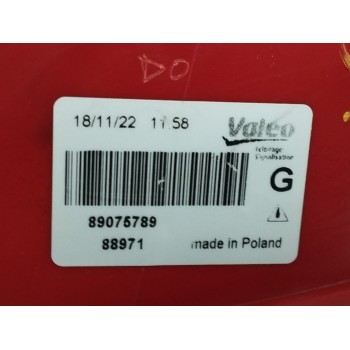 DO
18/11/22 11:58
Valeo
Eclairage
Signalisation
G
89075789
88971
made in Poland